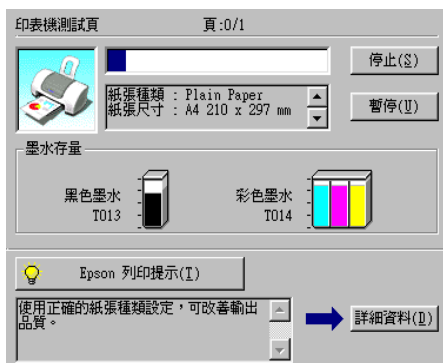 印表機測試頁 頁:0/1
停止(S)
紙張種類 : Plain Paper
紙張尺寸 : A4 210 x 297 mm
暫停(U)
墨水存量
黑色墨水 彩色墨水
T013 T014
Epson 列印提示(T)
使用正確的紙張種類設定，可改善輸出
品質。
詳細資料(D)